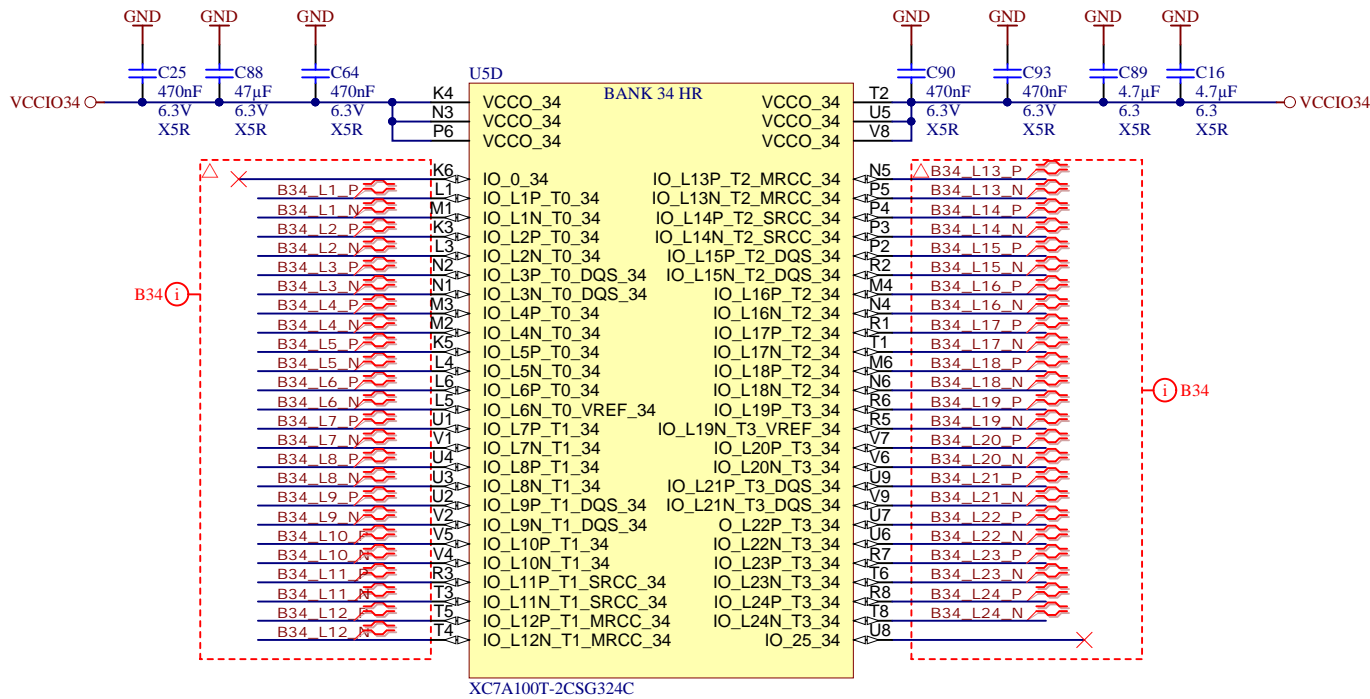 GND GND GND GND GND GND GND
C25 C88 C64 U5D C90 C93 C89 C16
470nF 47µF 470nF BANK 34 HR 470nF 470nF 4.7µF 4.7µF
VCCIO34 6.3V 6.3V 6.3V K4 VCCO_34 VCCO_34 T2 6.3V 6.3V 6.3 6.3 VCCIO34
X5R X5R X5R N3 VCCO_34 VCCO_34 U5 X5R X5R X5R X5R
P6 VCCO_34 VCCO_34 V8
K6 IO_0_34 IO_L13P_T2_MRCC_34 N5 B34_L13_P
B34_L1_P L1 IO_L1P_T0_34 IO_L13N_T2_MRCC_34 P5 B34_L13_N
B34_L1_N M1 IO_L1N_T0_34 IO_L14P_T2_SRCC_34 P4 B34_L14_P
B34_L2_P K3 IO_L2P_T0_34 IO_L14N_T2_SRCC_34 P3 B34_L14_N
B34_L2_N L3 IO_L2N_T0_34 IO_L15P_T2_DQS_34 P2 B34_L15_P
B34_L3_P N2 IO_L3P_T0_DQS_34 IO_L15N_T2_DQS_34 R2 B34_L15_N
B34 i B34_L3_N N1 IO_L3N_T0_DQS_34 IO_L16P_T2_34 M4 B34_L16_P
B34_L4_P M3 IO_L4P_T0_34 IO_L16N_T2_34 N4 B34_L16_N
B34_L4_N M2 IO_L4N_T0_34 IO_L17P_T2_34 R1 B34_L17_P
B34_L5_P K5 IO_L5P_T0_34 IO_L17N_T2_34 T1 B34_L17_N
B34_L5_N L4 IO_L5N_T0_34 IO_L18P_T2_34 M6 B34_L18_P
B34_L6_P L6 IO_L6P_T0_34 IO_L18N_T2_34 N6 B34_L18_N i B34
B34_L6_N L5 IO_L6N_T0_VREF_34 IO_L19P_T3_34 R6 B34_L19_P
B34_L7_P U1 IO_L7P_T1_34 IO_L19N_T3_VREF_34 R5 B34_L19_N
B34_L7_N V1 IO_L7N_T1_34 IO_L20P_T3_34 V7 B34_L20_P
B34_L8_P U4 IO_L8P_T1_34 IO_L20N_T3_34 V6 B34_L20_N
B34_L8_N U3 IO_L8N_T1_34 IO_L21P_T3_DQS_34 U9 B34_L21_P
B34_L9_P U2 IO_L9P_T1_DQS_34 IO_L21N_T3_DQS_34 V9 B34_L21_N
B34_L9_N V2 IO_L9N_T1_DQS_34 O_L22P_T3_34 U7 B34_L22_P
B34_L10_P V5 IO_L10P_T1_34 IO_L22N_T3_34 U6 B34_L22_N
B34_L10_N V4 IO_L10N_T1_34 IO_L23P_T3_34 R7 B34_L23_P
B34_L11_P R3 IO_L11P_T1_SRCC_34 IO_L23N_T3_34 T6 B34_L23_N
B34_L11_N T3 IO_L11N_T1_SRCC_34 IO_L24P_T3_34 R8 B34_L24_P
B34_L12_P T5 IO_L12P_T1_MRCC_34 IO_L24N_T3_34 T8 B34_L24_N
B34_L12_N T4 IO_L12N_T1_MRCC_34 IO_25_34 U8
XC7A100T-2CSG324C